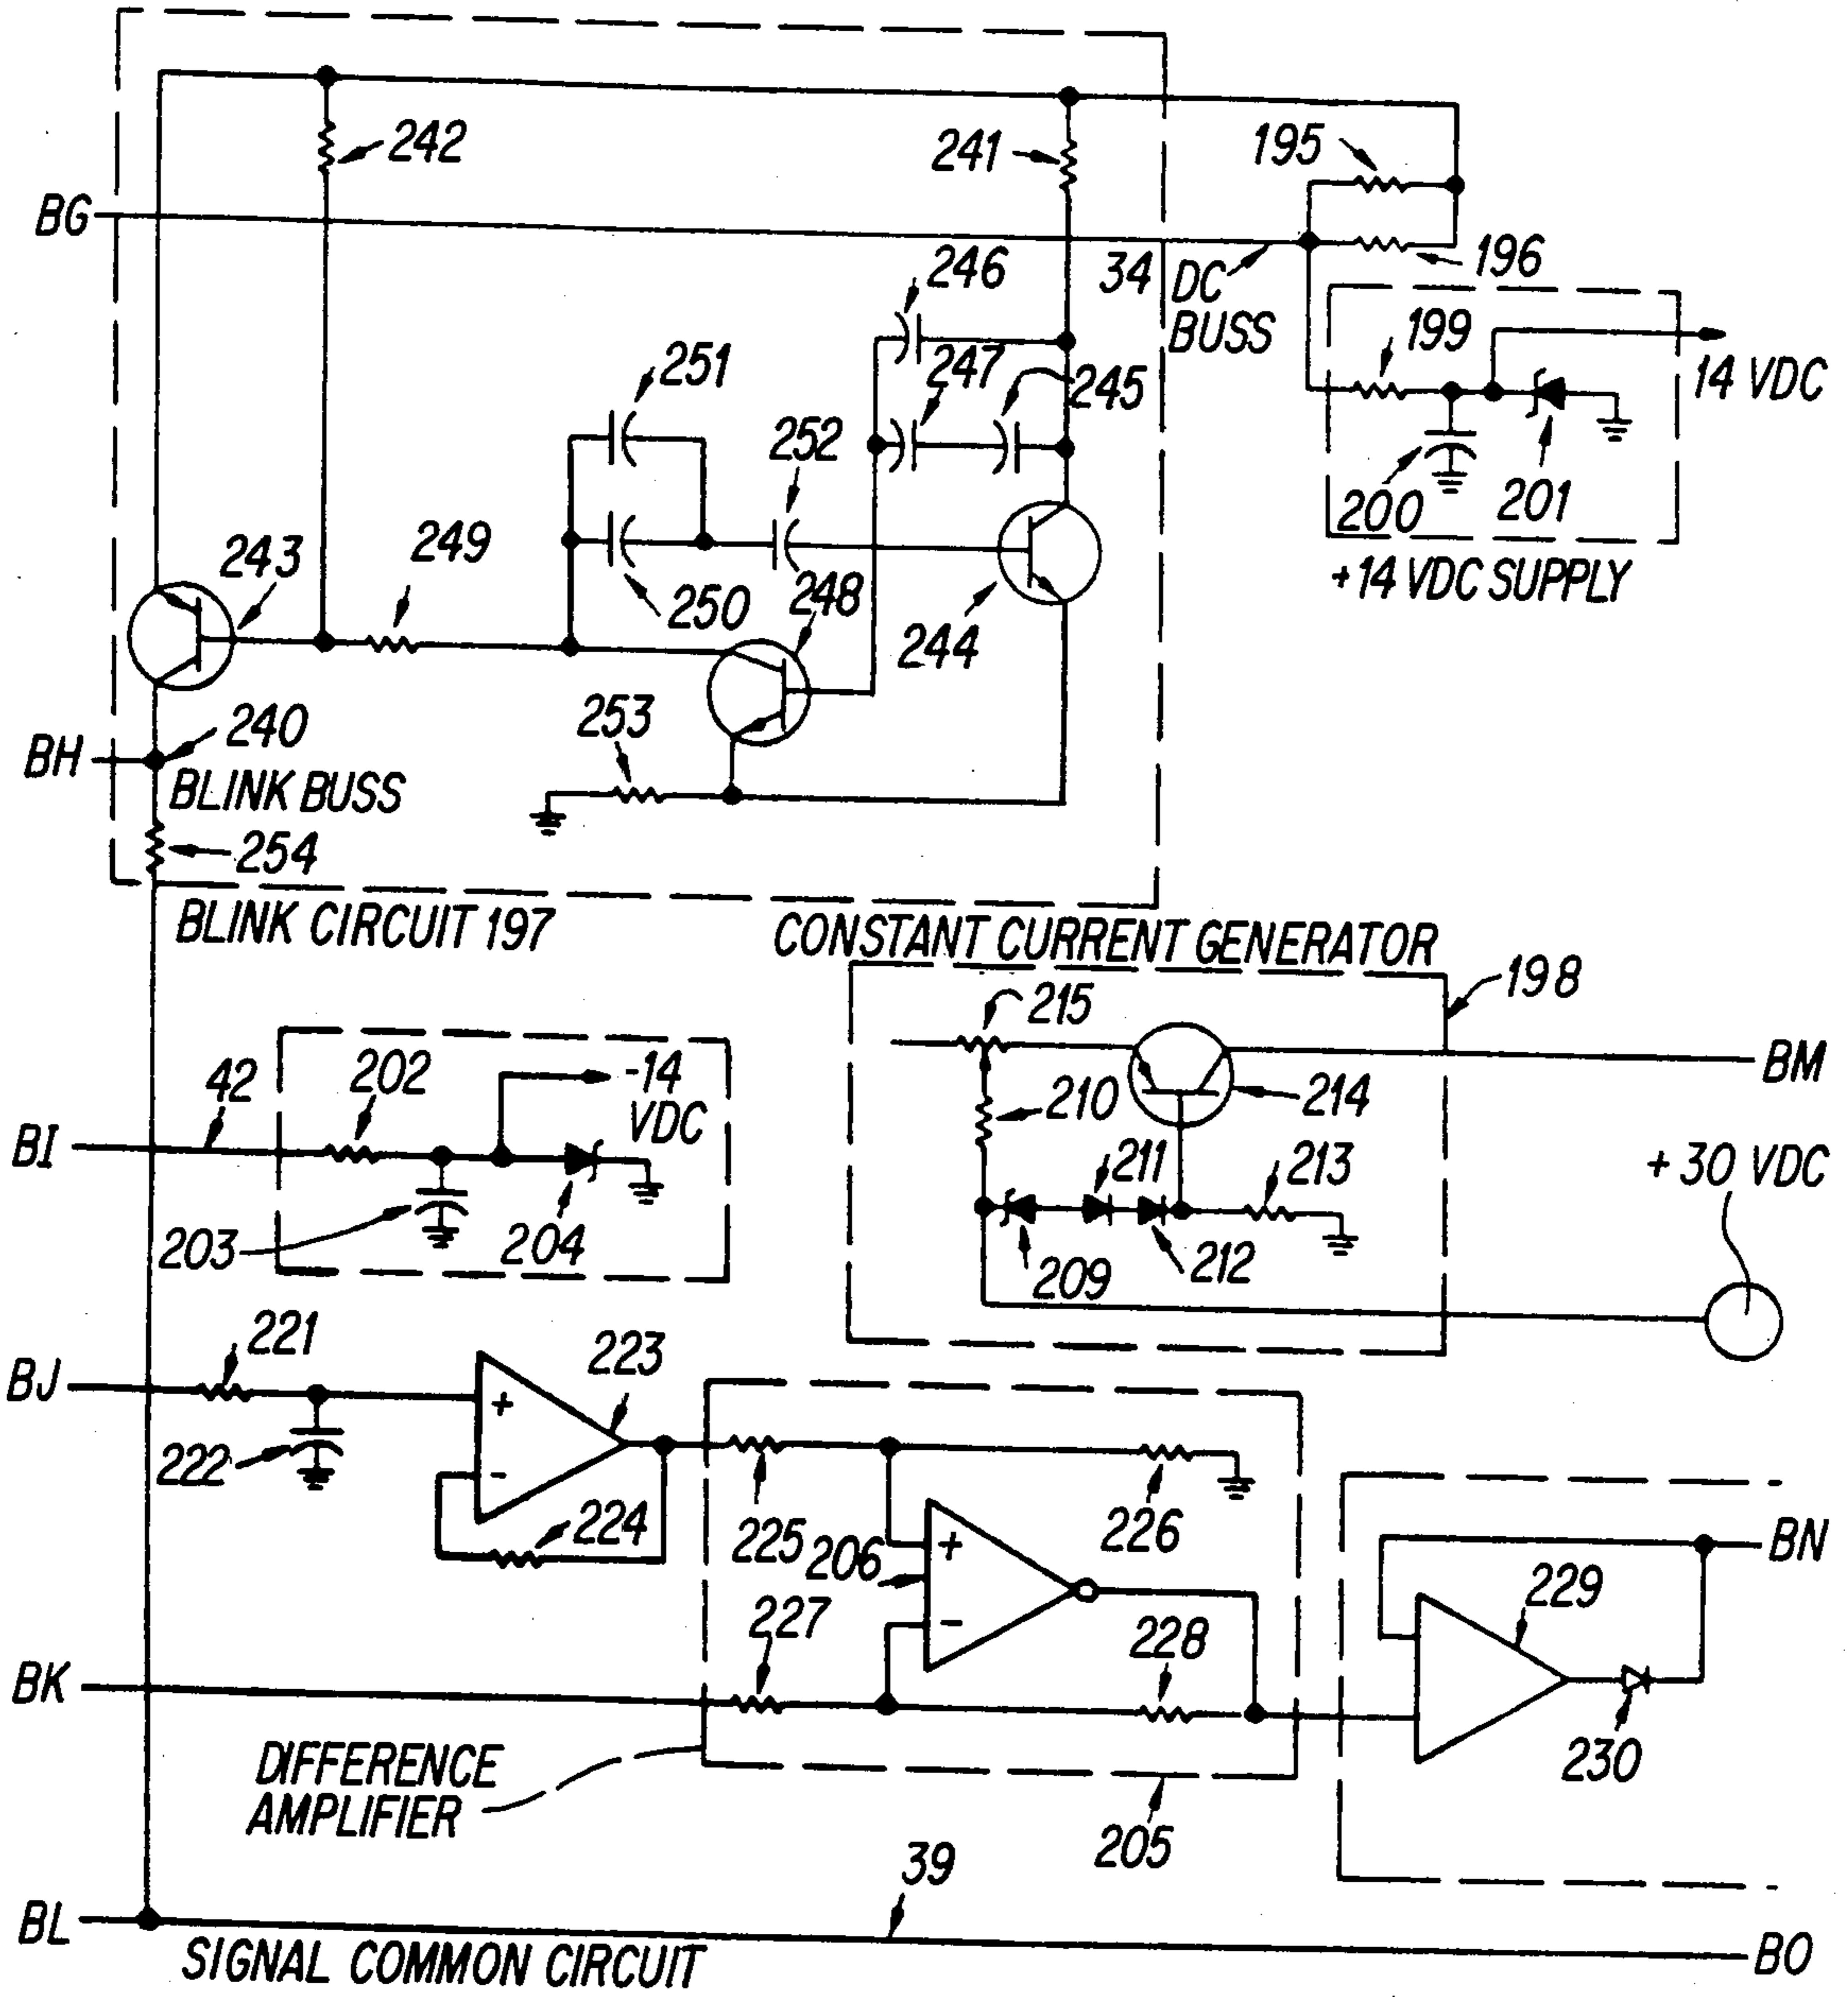 242
241
195
BG
246
34
DC
BUSS
196
199
251
247
245
14 VDC
252
200
201
243
249
250
248
244
+14 VDC SUPPLY
253
240
BH
BLINK BUSS
254
BLINK CIRCUIT 197
CONSTANT CURRENT GENERATOR
198
215
BM
42
202
-14
VDC
210
214
BI
211
213
+30 VDC
203
204
209
212
221
223
BJ
+
222
-
224
225
206
+
226
BN
229
227
-
228
BK
230
DIFFERENCE
AMPLIFIER
205
39
BL
SIGNAL COMMON CIRCUIT
BO